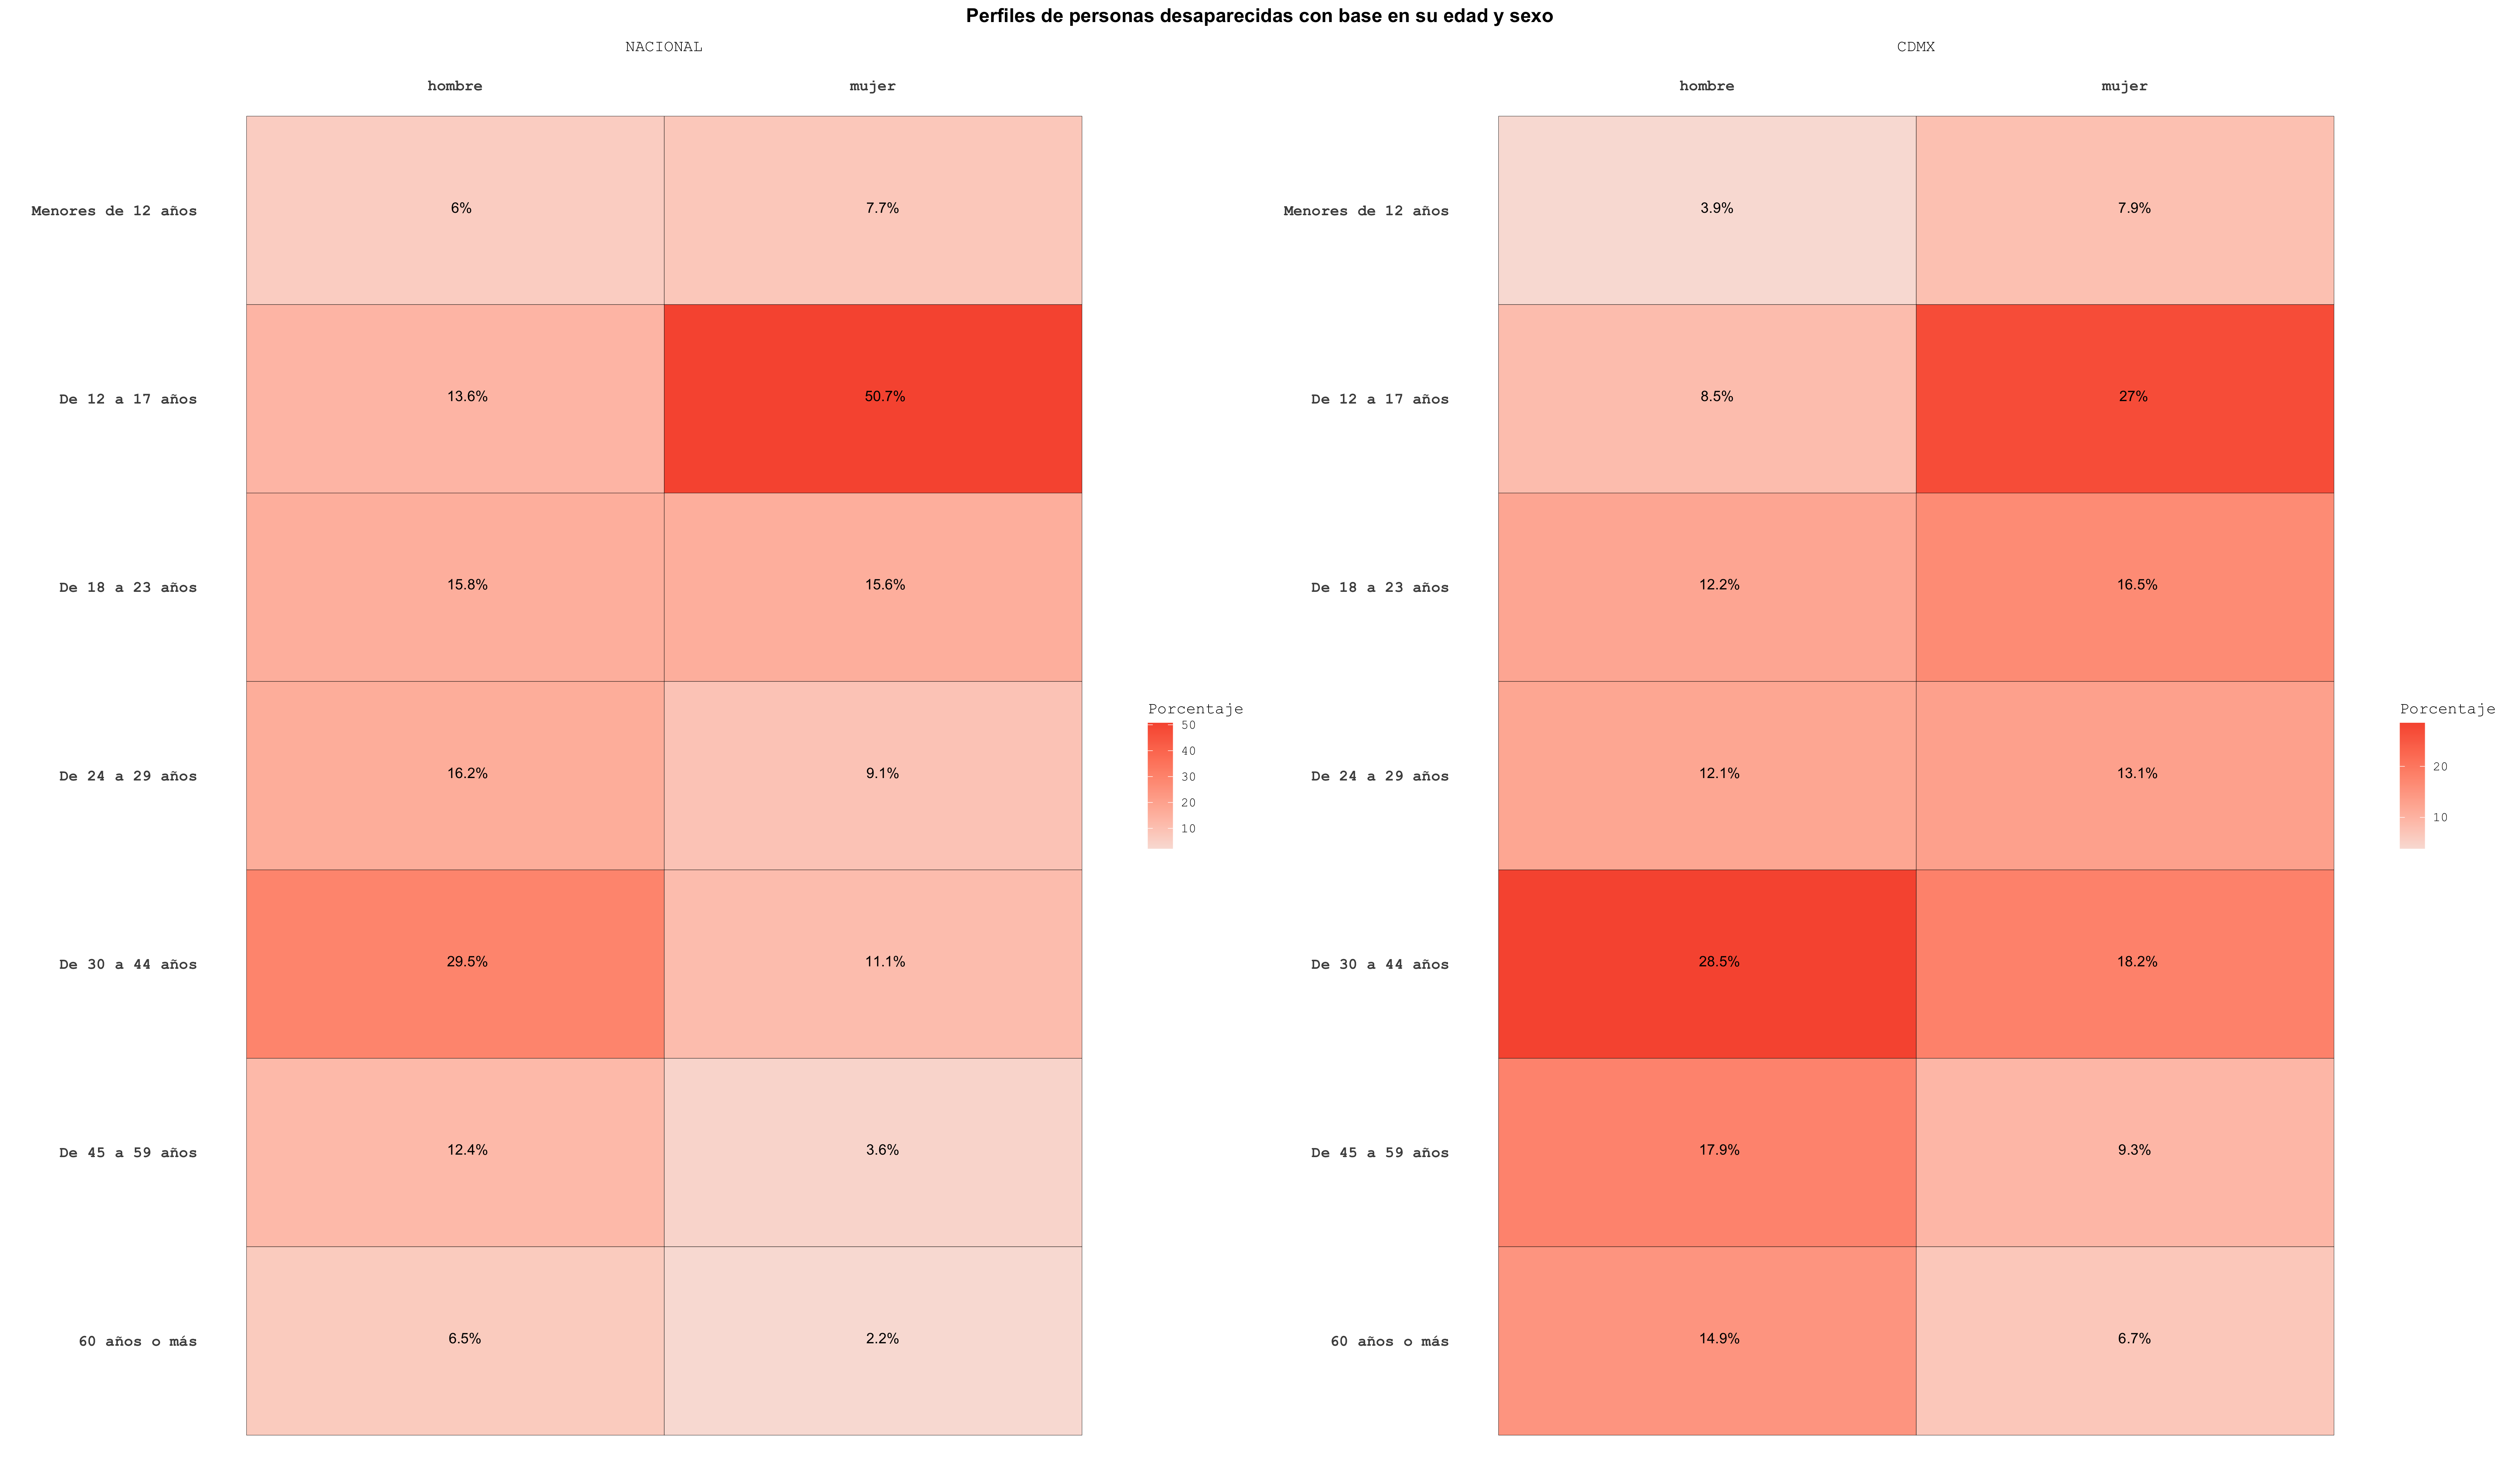 Perfiles de personas desaparecidas con base en su edad y sexo
NACIONAL
hombre mujer
Menores de 12 años 6% 7.7%
De 12 a 17 años 13.6% 50.7%
De 18 a 23 años 15.8% 15.6%
De 24 a 29 años 16.2% 9.1%
De 30 a 44 años 29.5% 11.1%
De 45 a 59 años 12.4% 3.6%
60 años o más 6.5% 2.2%
Porcentaje
50
40
30
20
10
CDMX
hombre mujer
Menores de 12 años 3.9% 7.9%
De 12 a 17 años 8.5% 27%
De 18 a 23 años 12.2% 16.5%
De 24 a 29 años 12.1% 13.1%
De 30 a 44 años 28.5% 18.2%
De 45 a 59 años 17.9% 9.3%
60 años o más 14.9% 6.7%
Porcentaje
20
10